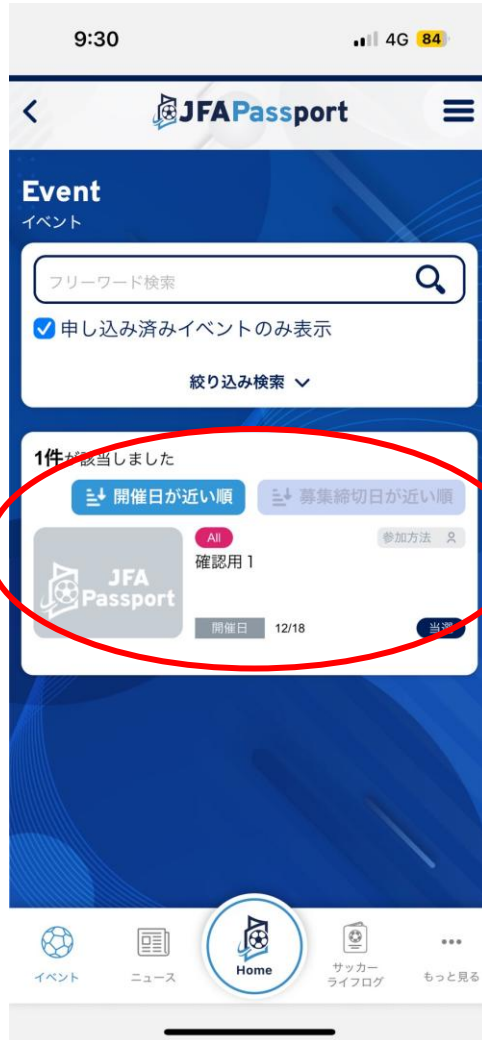 9:30 4G 84
JFAPassport
Event
イベント
フリーワード検索
申し込み済みイベントのみ表示
絞り込み検索
1件が該当しました
開催日が近い順 募集締切日が近い順
All 参加方法
確認用1
JFA
Passport
開催日 12/18 当選
イベント ニュース Home サッカー
ライフログ もっと見る